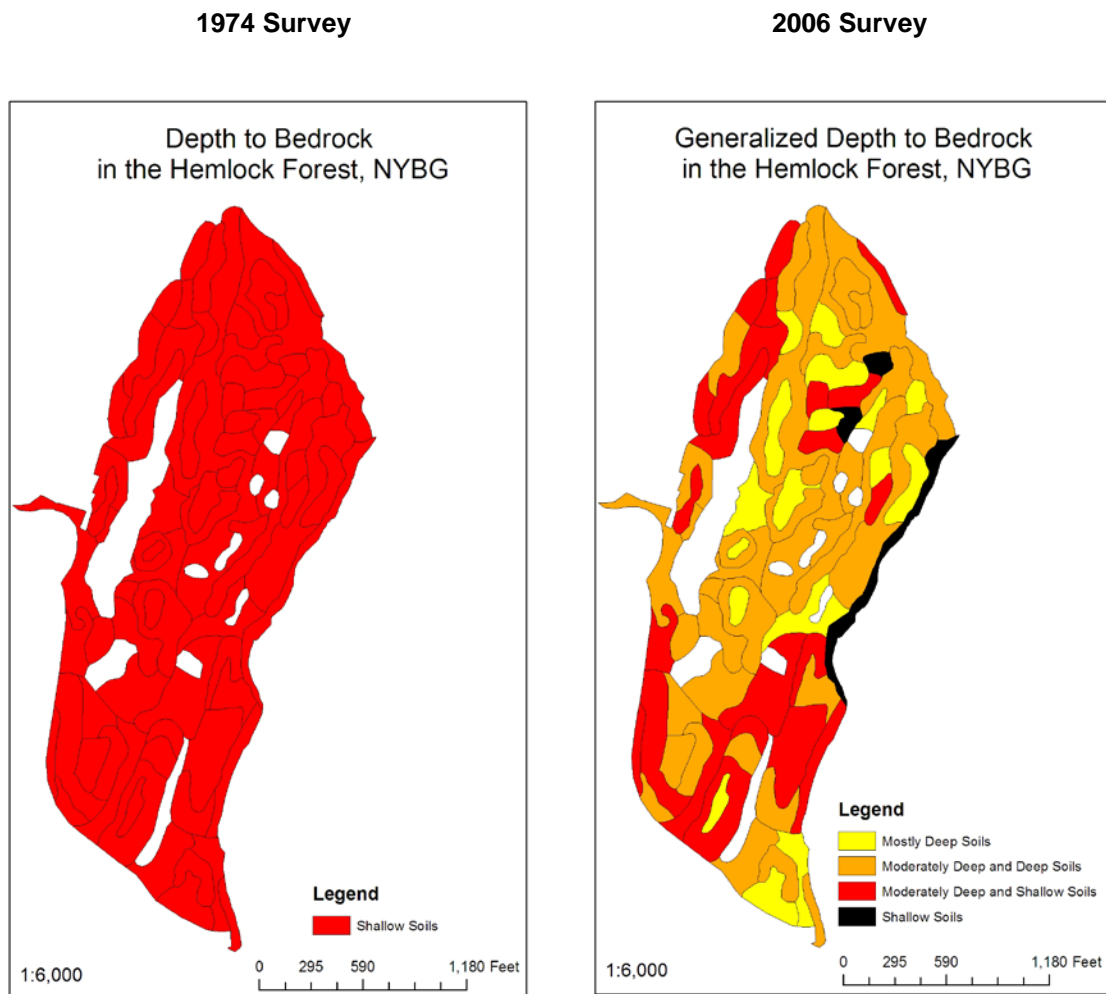 1974 Survey
2006 Survey
Depth to Bedrock
in the Hemlock Forest, NYBG
Legend
Shallow Soils
1:6,000
0 295 590 1,180 Feet
Generalized Depth to Bedrock
in the Hemlock Forest, NYBG
Legend
Mostly Deep Soils
Moderately Deep and Deep Soils
Moderately Deep and Shallow Soils
Shallow Soils
1:6,000
0 295 590 1,180 Feet